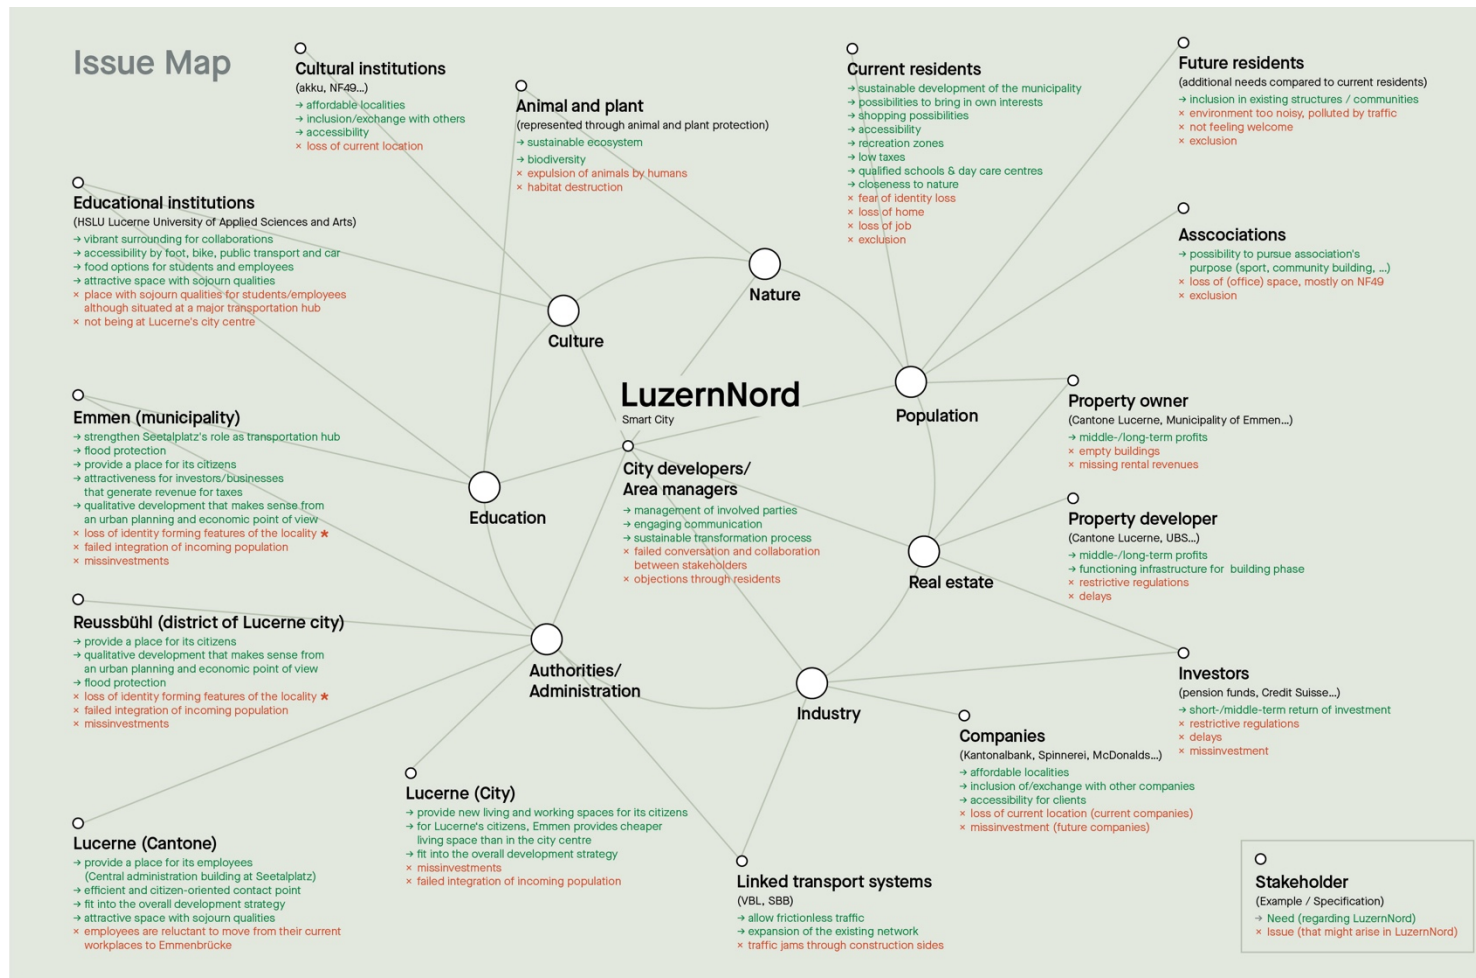 Issue Map
Cultural institutions
(akku, NF49...)
→ affordable localities
→ inclusion/exchange with others
→ accessibility
× loss of current location
Animal and plant
(represented through animal and plant protection)
→ sustainable ecosystem
→ biodiversity
× expulsion of animals by humans
× habitat destruction
Current residents
→ sustainable development of the municipality
→ possibilities to bring in own interests
→ shopping possibilities
→ accessibility
→ recreation zones
→ low taxes
→ qualified schools & day care centres
→ closeness to nature
× fear of identity loss
× loss of home
× loss of job
× exclusion
Future residents
(additional needs compared to current residents)
→ inclusion in existing structures / communities
× environment too noisy, polluted by traffic
× not feeling welcome
× exclusion
Educational institutions
(HSLU Lucerne University of Applied Sciences and Arts)
→ vibrant surrounding for collaborations
→ accessibility by foot, bike, public transport and car
→ food options for students and employees
→ attractive space with sojourn qualities
× place with sojourn qualities for students/employees
although situated at a major transportation hub
× not being at Lucerne's city centre
Asscociations
→ possibility to pursue association's
purpose (sport, community building, ...)
× loss of (office) space, mostly on NF49
× exclusion
Nature
Culture
LuzernNord
Smart City
Population
Emmen (municipality)
→ strengthen Seetalplatz's role as transportation hub
→ flood protection
→ provide a place for its citizens
→ attractiveness for investors/businesses
that generate revenue for taxes
→ qualitative development that makes sense from
an urban planning and economic point of view
× loss of identity forming features of the locality *
× failed integration of incoming population
× missinvestments
Property owner
(Cantone Lucerne, Municipality of Emmen...)
→ middle-/long-term profits
× empty buildings
× missing rental revenues
City developers/
Area managers
→ management of involved parties
→ engaging communication
→ sustainable transformation process
× failed conversation and collaboration
between stakeholders
× objections through residents
Education
Property developer
(Cantone Lucerne, UBS...)
→ middle-/long-term profits
→ functioning infrastructure for building phase
× restrictive regulations
× delays
Real estate
Reussbühl (district of Lucerne city)
→ provide a place for its citizens
→ qualitative development that makes sense from
an urban planning and economic point of view
→ flood protection
× loss of identity forming features of the locality *
× failed integration of incoming population
× missinvestments
Authorities/
Administration
Industry
Investors
(pension funds, Credit Suisse...)
→ short-/middle-term return of investment
× restrictive regulations
× delays
× missinvestment
Companies
(Kantonalbank, Spinnerei, McDonalds...)
→ affordable localities
→ inclusion of/exchange with other companies
→ accessibility for clients
× loss of current location (current companies)
× missinvestment (future companies)
Lucerne (City)
→ provide new living and working spaces for its citizens
→ for Lucerne's citizens, Emmen provides cheaper
living space than in the city centre
→ fit into the overall development strategy
× missinvestments
× failed integration of incoming population
Lucerne (Cantone)
→ provide a place for its employees
(Central administration building at Seetalplatz)
→ efficient and citizen-oriented contact point
→ fit into the overall development strategy
→ attractive space with sojourn qualities
× employees are reluctant to move from their current
workplaces to Emmenbrücke
Linked transport systems
(VBL, SBB)
→ allow frictionless traffic
→ expansion of the existing network
× traffic jams through construction sides
Stakeholder
(Example / Specification)
→ Need (regarding LuzernNord)
× Issue (that might arise in LuzernNord)